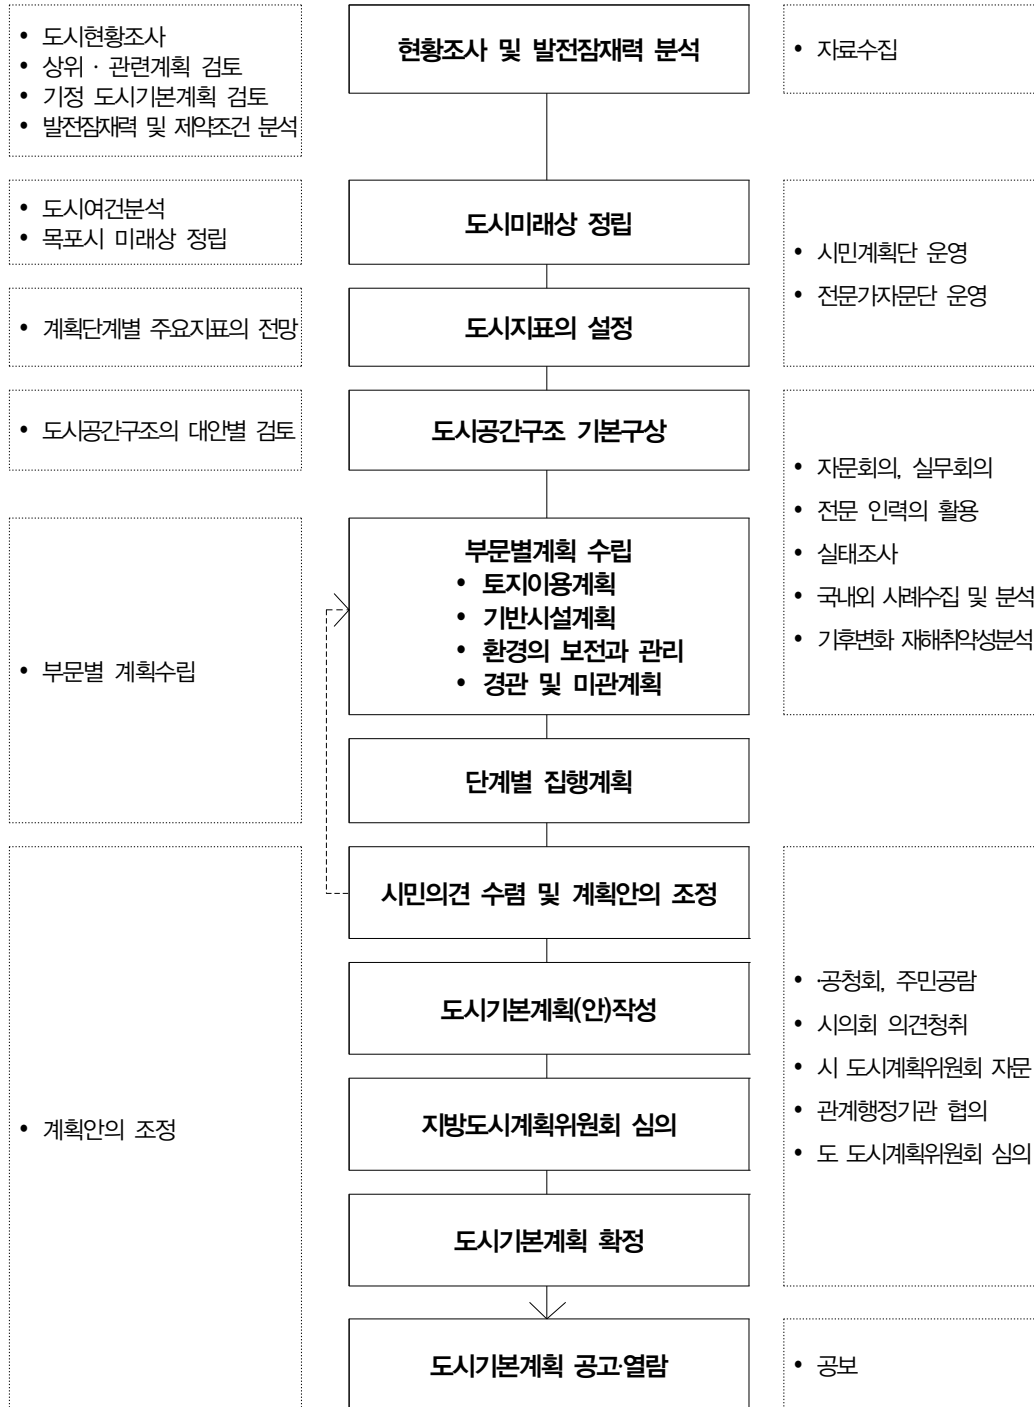 • 도시현황조사
• 상위 · 관련계획 검토
• 기정 도시기본계획 검토
• 발전잠재력 및 제약조건 분석
현황조사 및 발전잠재력 분석
• 자료수집
• 도시여건분석
• 목포시 미래상 정립
도시미래상 정립
• 시민계획단 운영
• 전문가자문단 운영
• 계획단계별 주요지표의 전망
도시지표의 설정
• 도시공간구조의 대안별 검토
도시공간구조 기본구상
• 자문회의, 실무회의
• 전문 인력의 활용
• 실태조사
• 국내외 사례수집 및 분석
• 기후변화 재해취약성분석
• 부문별 계획수립
부문별계획 수립
• 토지이용계획
• 기반시설계획
• 환경의 보전과 관리
• 경관 및 미관계획
단계별 집행계획
시민의견 수렴 및 계획안의 조정
도시기본계획(안)작성
• 계획안의 조정
지방도시계획위원회 심의
• ·공청회, 주민공람
• 시의회 의견청취
• 시 도시계획위원회 자문
• 관계행정기관 협의
• 도 도시계획위원회 심의
도시기본계획 확정
도시기본계획 공고·열람
• 공보